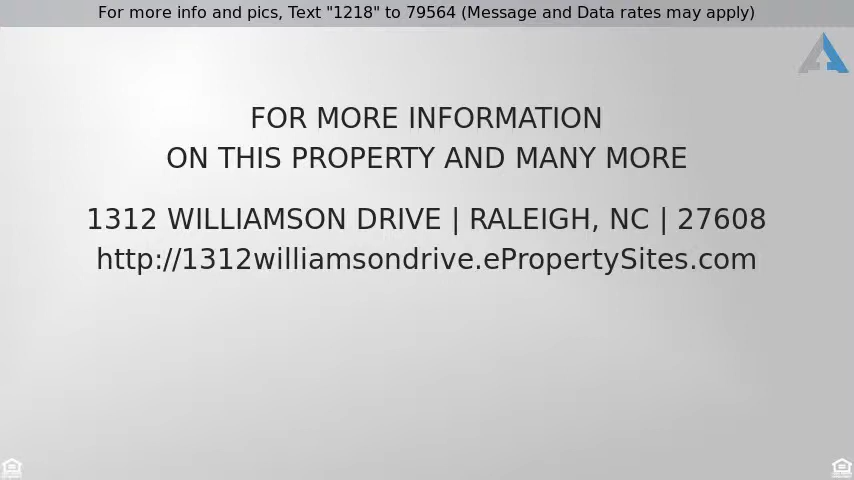 For more info and pics, Text "1218" to 79564 (Message and Data rates may apply)
FOR MORE INFORMATION
ON THIS PROPERTY AND MANY MORE
1312 WILLIAMSON DRIVE | RALEIGH, NC | 27608
http://1312williamsondrive.ePropertySites.com